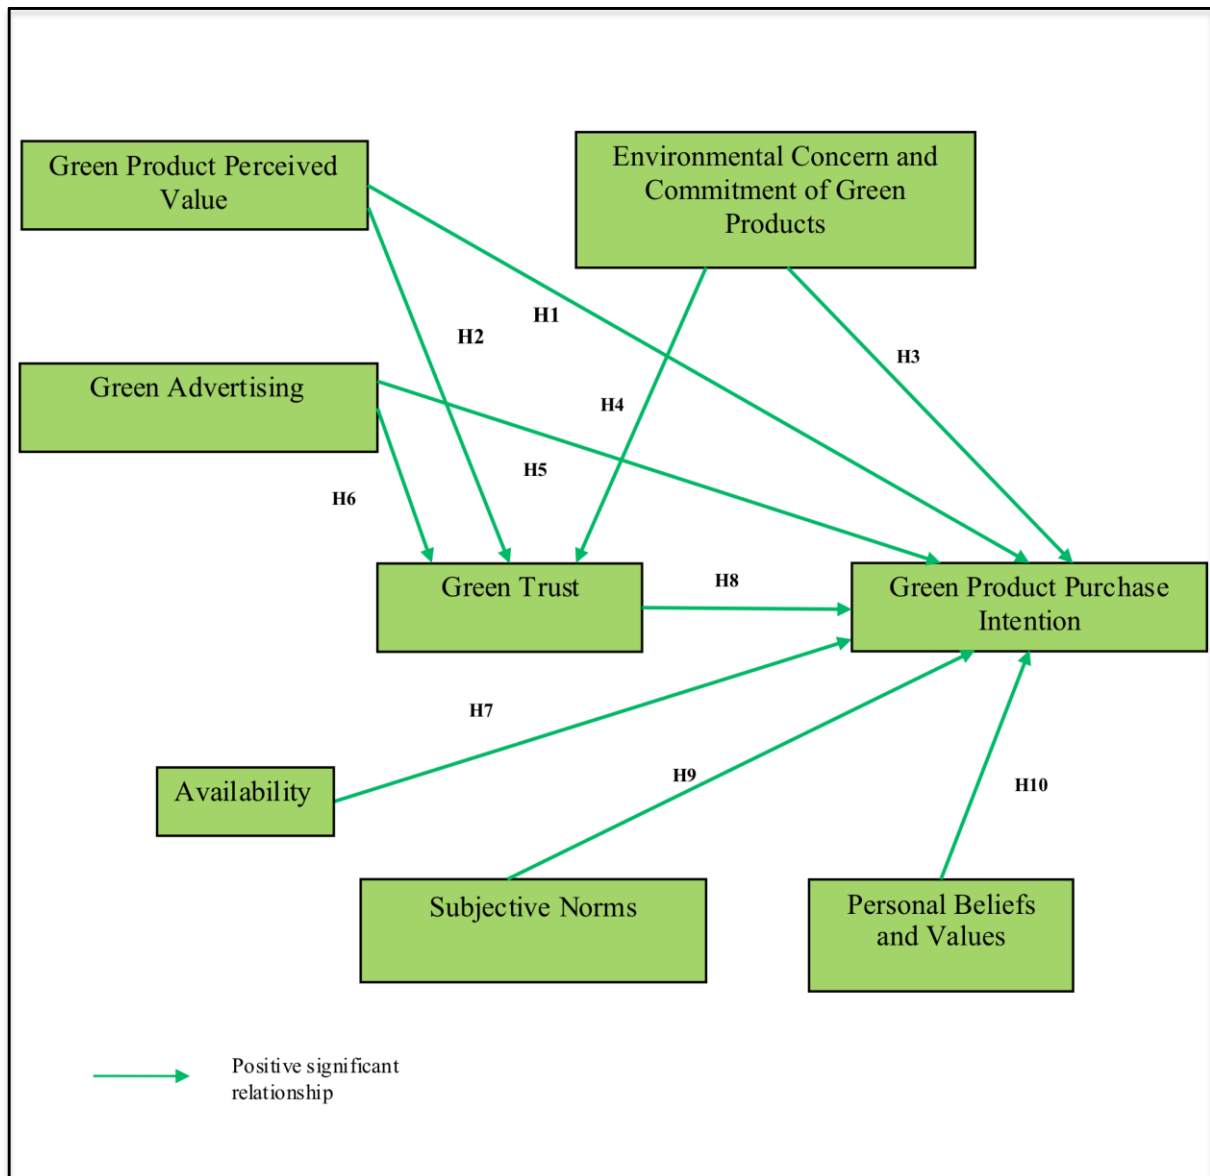 Green Product Perceived
Value
Environmental Concern and
Commitment of Green
Products
H1
H2
H3
Green Advertising
H4
H5
H6
Green Trust
H8
Green Product Purchase
Intention
H7
Availability
H9
H10
Subjective Norms
Personal Beliefs
and Values
Positive significant
relationship